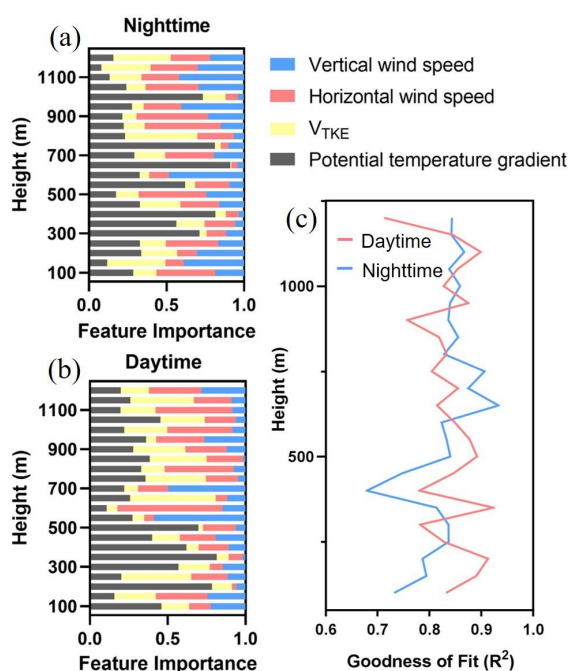 (a)
Nighttime
Height (m)
1100
900
700
500
300
100
0.0 0.5 1.0
Feature Importance
Vertical wind speed
Horizontal wind speed
VTKE
Potential temperature gradient
(b)
Daytime
Height (m)
1100
900
700
500
300
100
0.0 0.5 1.0
Feature Importance
(c)
Daytime
Nighttime
Height (m)
1000
500
0.6 0.7 0.8 0.9 1.0
Goodness of Fit (R²)